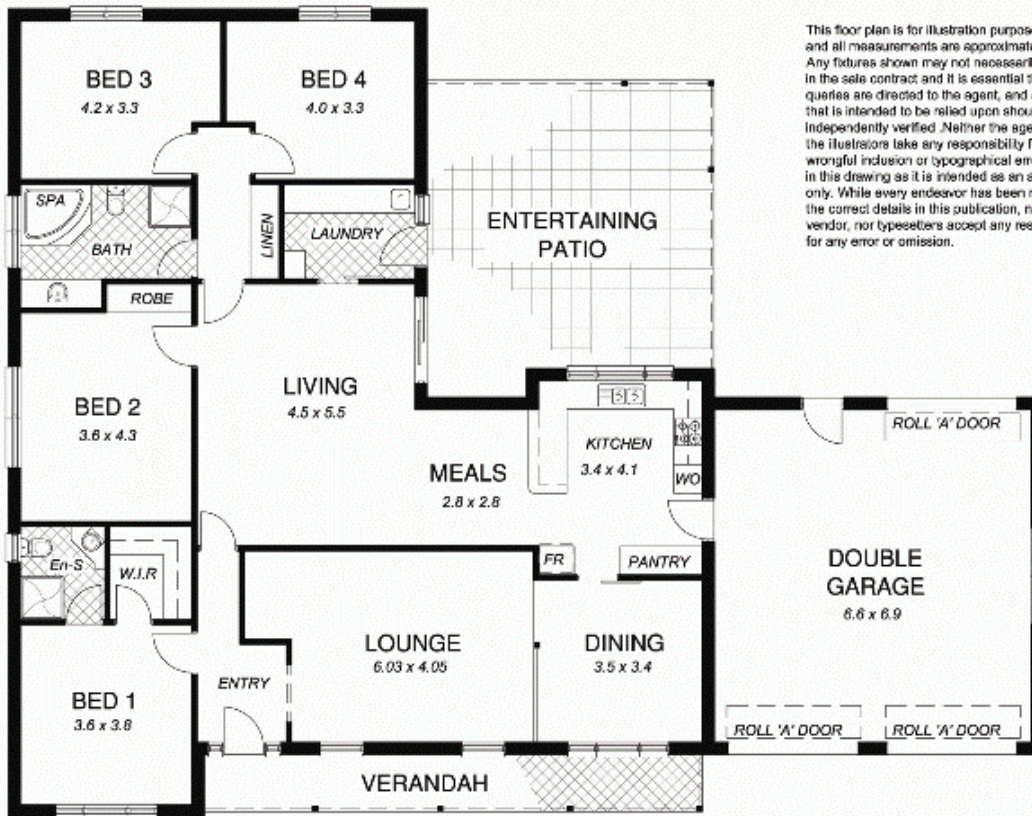 BED 3
4.2 x 3.3
BED 4
4.0 x 3.3
This floor plan is for illustration
and all measurements are
Any fixtures shown may not
in the sale contract and it is essential
queries are directed to the agent, and
that is intended to be relied upon
independently verified .Neither the
the illustrators take any responsibility
wrongful inclusion or typographical
in this drawing as it is intended as an
only. While every endeavor has been
the correct details in this publication,
vendor, nor typesetters accept any
for any error or omission.
SPA
BATH
LINEN
LAUNDRY
ENTERTAINING
PATIO
ROBE
LIVING
4.5 x 5.5
BED 2
3.6 x 4.3
KITCHEN
3.4 x 4.1
MEALS
2.8 x 2.8
WO
ROLL 'A' DOOR
En-S
W.I.R
FR
PANTRY
DOUBLE
GARAGE
6.6 x 6.9
LOUNGE
6.03 x 4.05
DINING
3.5 x 3.4
ENTRY
BED 1
3.6 x 3.8
ROLL 'A' DOOR
ROLL 'A' DOOR
VERANDAH